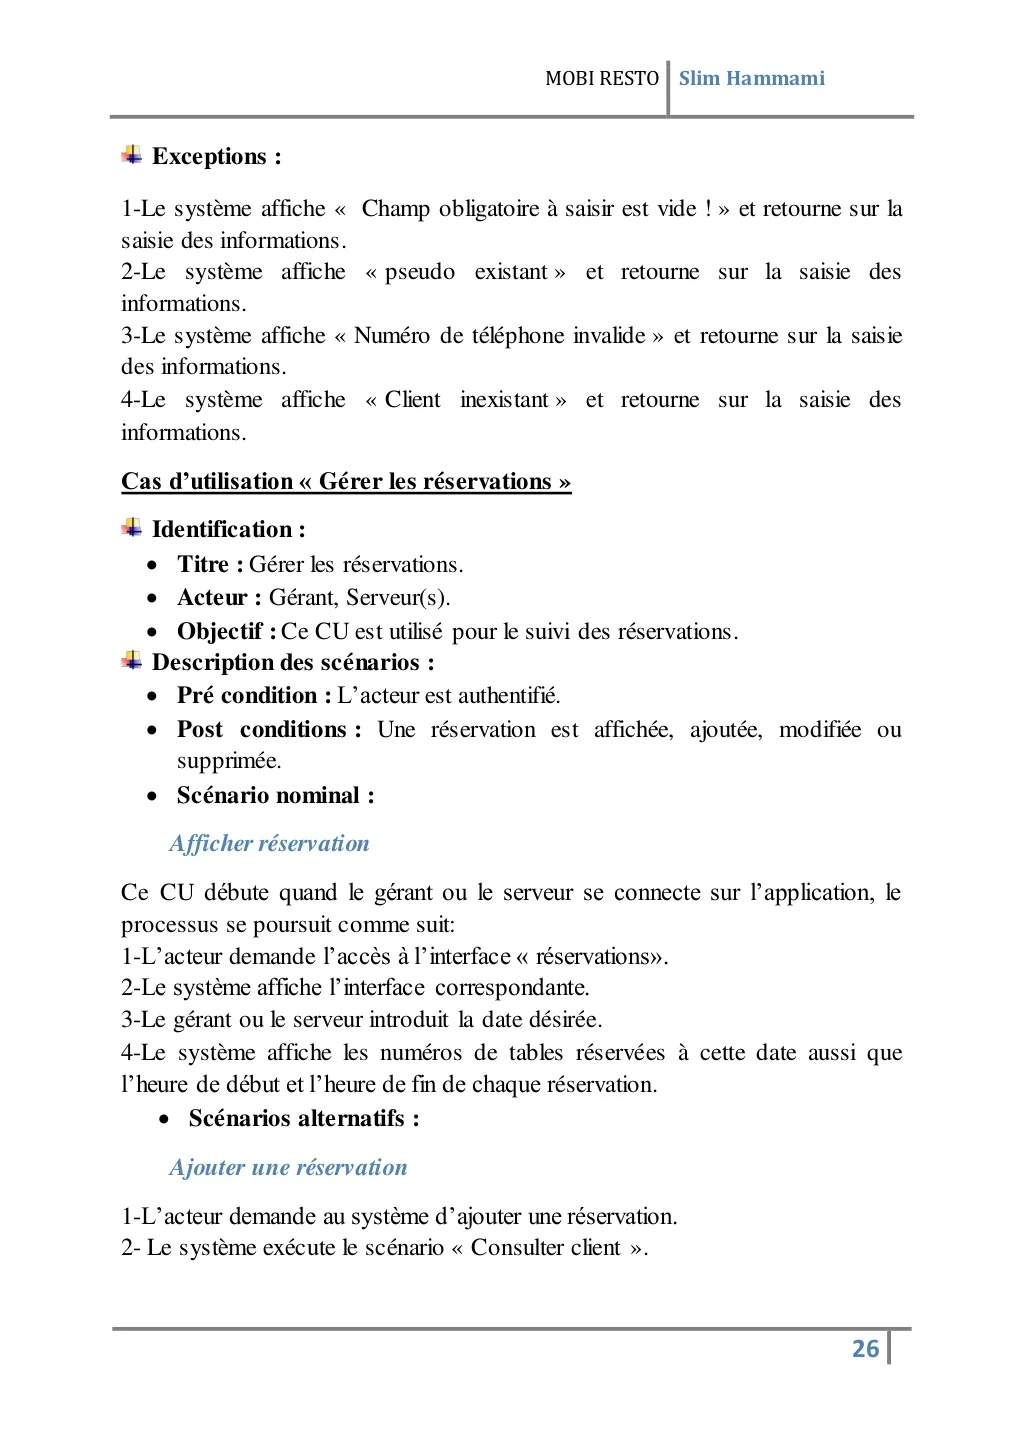 MOBI RESTO Slim Hammami
Exceptions :
1-Le système affiche « Champ obligatoire à saisir est vide ! » et retourne sur la
saisie des informations.
2-Le système affiche « pseudo existant » et retourne sur la saisie des
informations.
3-Le système affiche « Numéro de téléphone invalide » et retourne sur la saisie
des informations.
4-Le système affiche « Client inexistant » et retourne sur la saisie des
informations.
Cas d’utilisation « Gérer les réservations »
Identification :
• Titre : Gérer les réservations.
• Acteur : Gérant, Serveur(s).
• Objectif : Ce CU est utilisé pour le suivi des réservations.
Description des scénarios :
• Pré condition : L’acteur est authentifié.
• Post conditions : Une réservation est affichée, ajoutée, modifiée ou
supprimée.
• Scénario nominal :
Afficher réservation
Ce CU débute quand le gérant ou le serveur se connecte sur l’application, le
processus se poursuit comme suit:
1-L’acteur demande l’accès à l’interface « réservations».
2-Le système affiche l’interface correspondante.
3-Le gérant ou le serveur introduit la date désirée.
4-Le système affiche les numéros de tables réservées à cette date aussi que
l’heure de début et l’heure de fin de chaque réservation.
• Scénarios alternatifs :
Ajouter une réservation
1-L’acteur demande au système d’ajouter une réservation.
2- Le système exécute le scénario « Consulter client ».
26